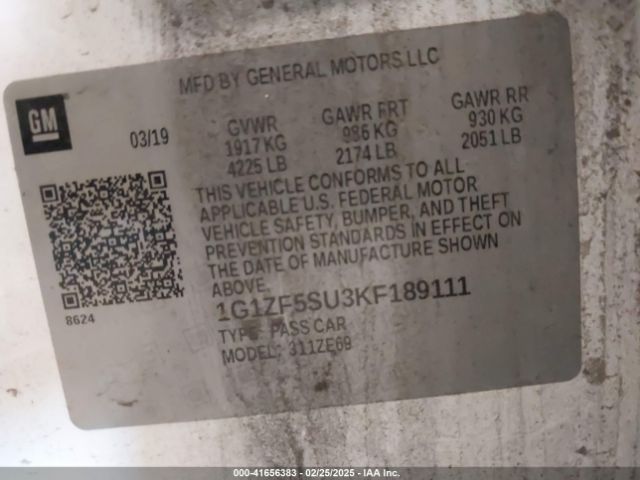 MFD BY GENERAL MOTORS LLC
GM
03/19
GVWR GAWR FRT GAWR RR
1917 KG 986 KG 930 KG
4225 LB 2174 LB 2051 LB
THIS VEHICLE CONFORMS TO ALL
APPLICABLE U.S. FEDERAL MOTOR
VEHICLE SAFETY, BUMPER, AND THEFT
PREVENTION STANDARDS IN EFFECT ON
THE DATE OF MANUFACTURE SHOWN
ABOVE.
8624
1G1ZF5SU3KF189111
TYPE: PASS CAR
MODEL: 311ZE69
000-41656383 - 02/25/2025 - IAA Inc.